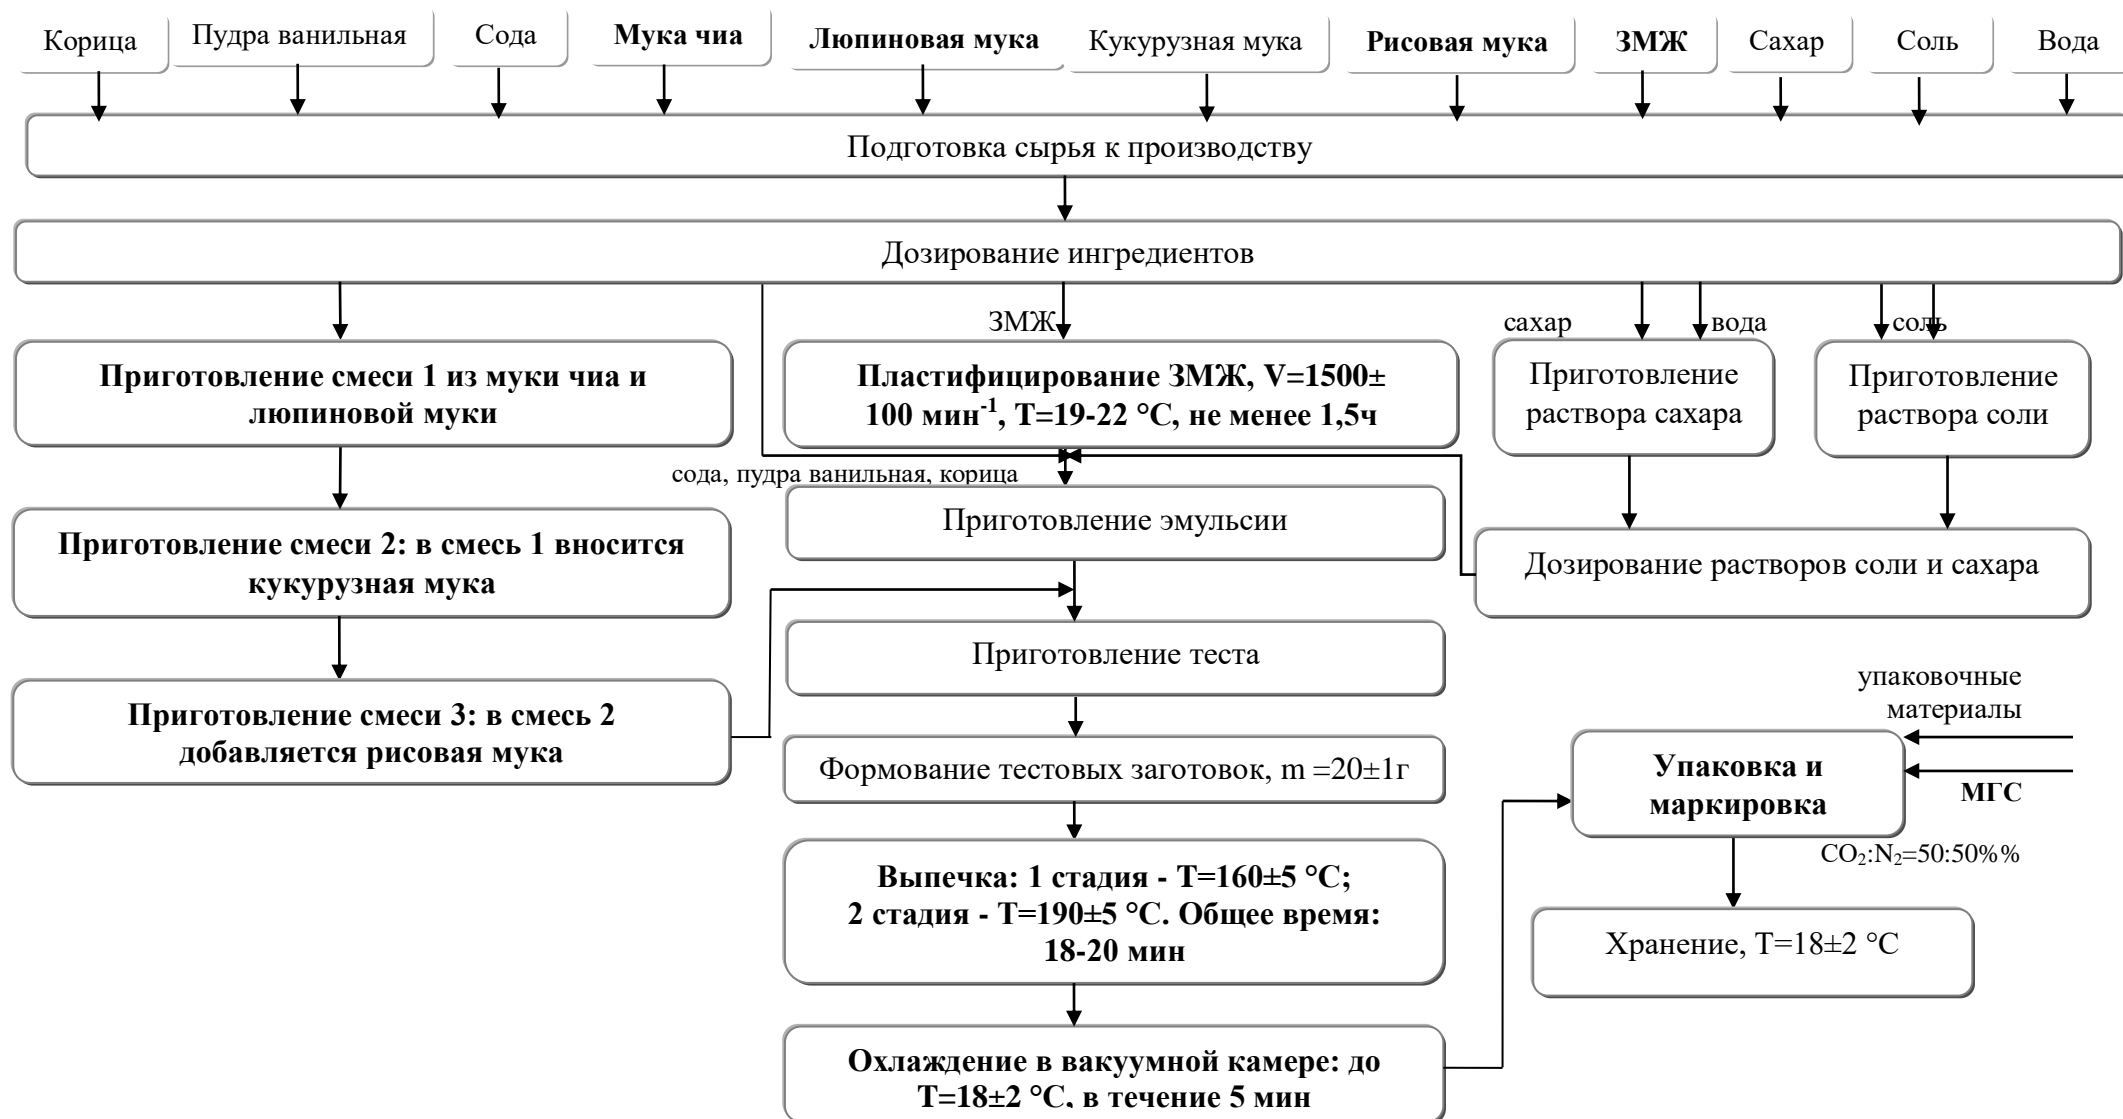 Корица
Пудра ванильная
Сода
Мука чиа
Люпиновая мука
Кукурузная мука
Рисовая мука
ЗМЖ
Сахар
Соль
Вода
Подготовка сырья к производству
Дозирование ингредиентов
ЗМЖ
сахар
вода
соль
Приготовление смеси 1 из муки чиа и
люпиновой муки
Пластифицирование ЗМЖ, V=1500±
100 мин⁻¹, T=19-22 °C, не менее 1,5ч
Приготовление
раствора сахара
Приготовление
раствора соли
сода, пудра ванильная, корица
Приготовление эмульсии
Приготовление смеси 2: в смесь 1 вносится
кукурузная мука
Дозирование растворов соли и сахара
Приготовление теста
Приготовление смеси 3: в смесь 2
добавляется рисовая мука
упаковочные
материалы
Формование тестовых заготовок, m =20±1г
Упаковка и
маркировка
МГС
CO₂:N₂=50:50%%
Выпечка: 1 стадия - T=160±5 °C;
2 стадия - T=190±5 °C. Общее время:
18-20 мин
Хранение, T=18±2 °C
Охлаждение в вакуумной камере: до
T=18±2 °C, в течение 5 мин